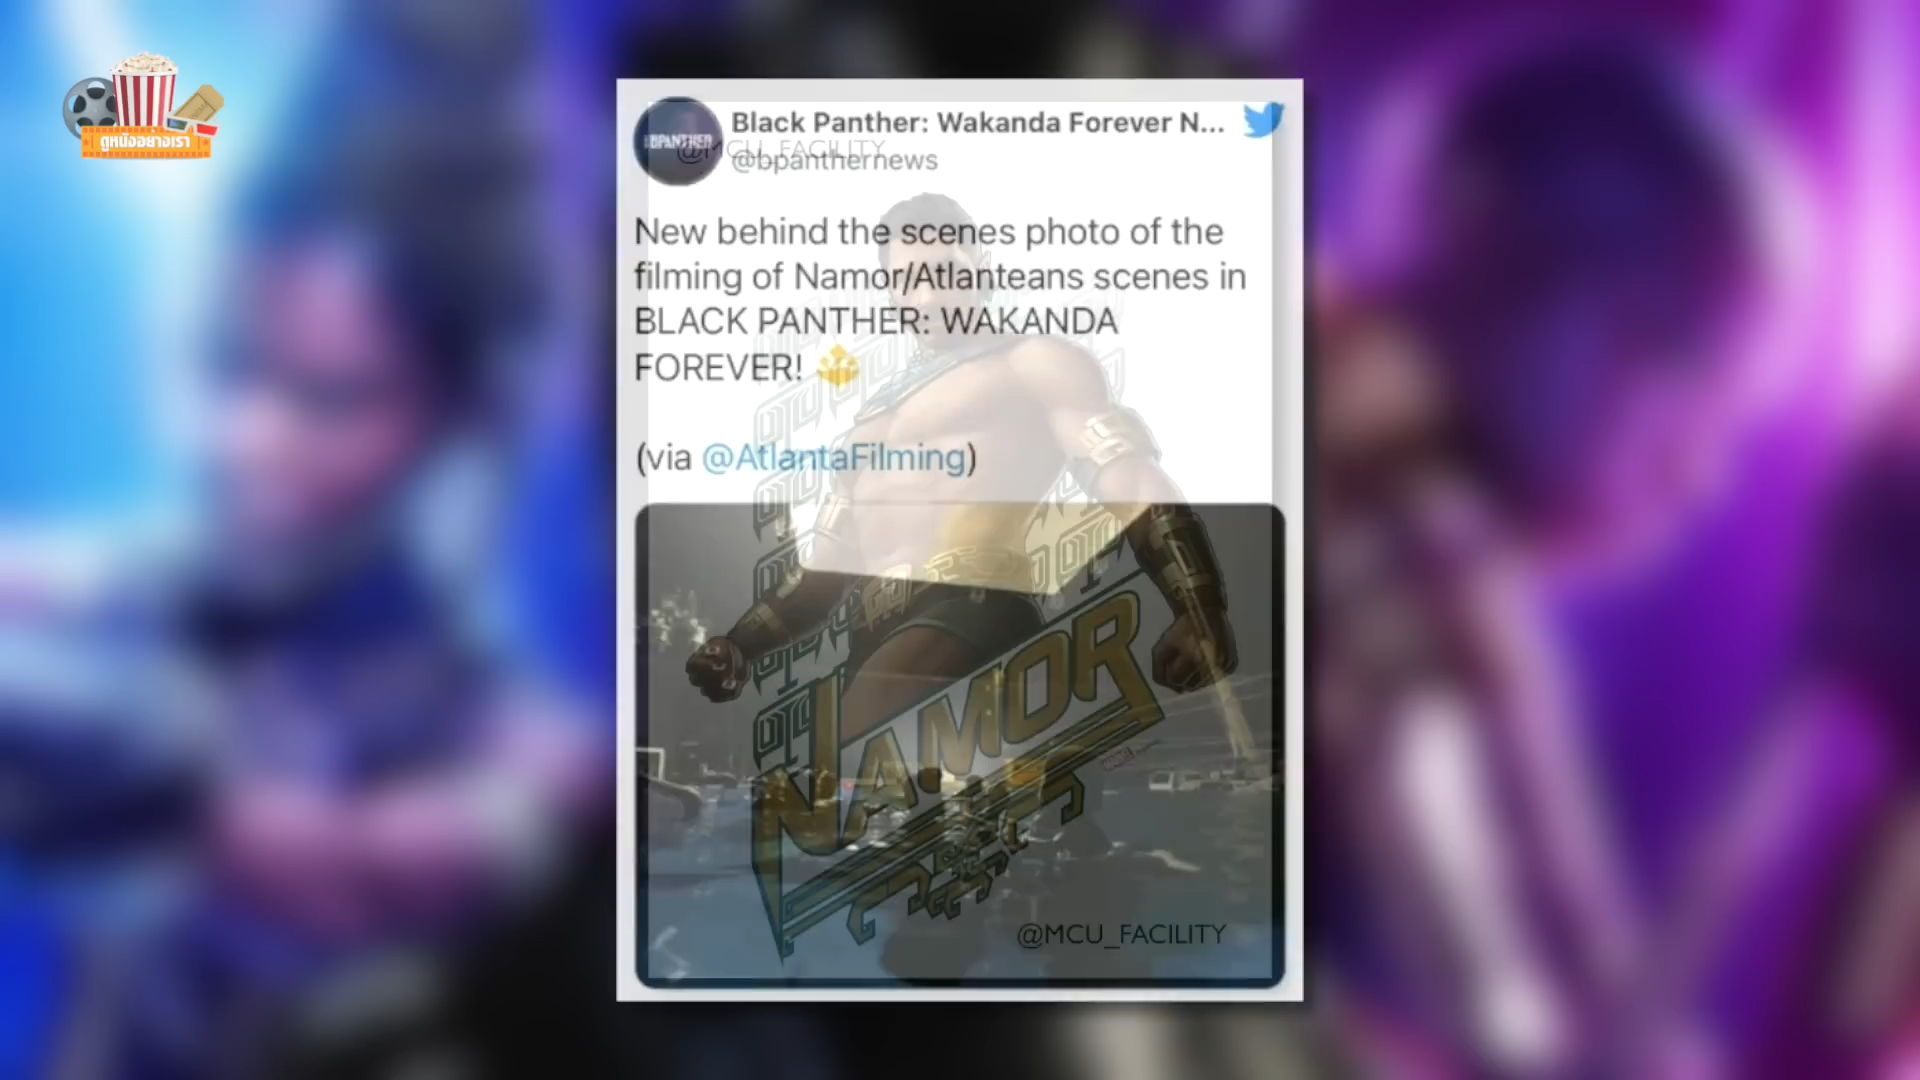 ดูหนังอย่างเรา
Black Panther: Wakanda Forever N...
BPANTHER
@MCU_FACILITY
@bpanthernews
New behind the scenes photo of the
filming of Namor/Atlanteans scenes in
BLACK PANTHER: WAKANDA
FOREVER!
(via @AtlantaFilming)
NAMOR
@MCU_FACILITY